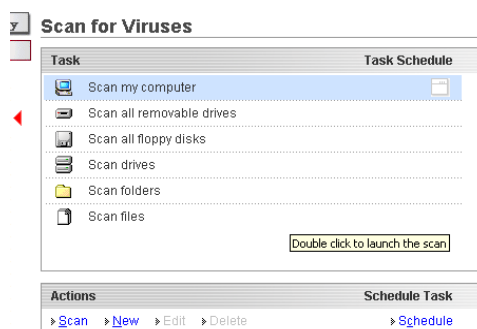 y Scan for Viruses
Task Task Schedule
Scan my computer
Scan all removable drives
Scan all floppy disks
Scan drives
Scan folders
Scan files
Double click to launch the scan
Actions Schedule Task
Scan New Edit Delete Schedule